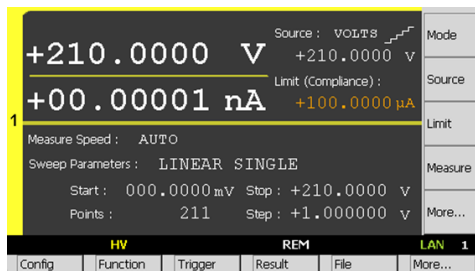 Source : VOLTS
Mode
+210.0000 V
+210.0000 V
Source
Limit (Compliance) :
+00.00001 nA
+100.0000 µA
1
Limit
Measure Speed : AUTO
Sweep Parameters : LINEAR SINGLE
Measure
Start : 000.0000 mV Stop : +210.0000 V
Points : 211 Step : +1.000000 V
More...
HV REM LAN 1
Config Function Trigger Result File More...